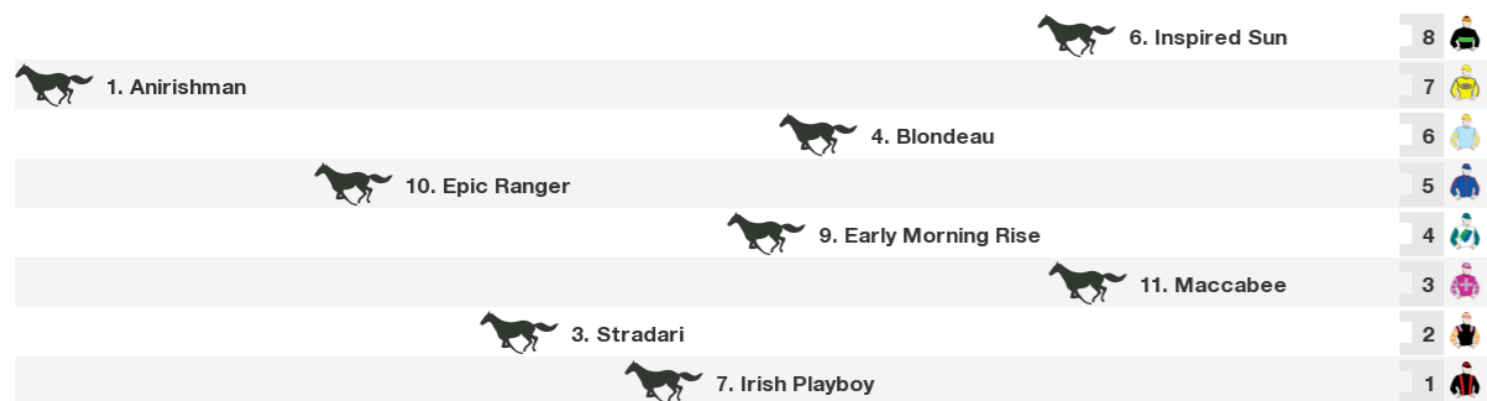 6. Inspired Sun 8
1. Anirishman 7
4. Blondeau 6
10. Epic Ranger 5
9. Early Morning Rise 4
11. Maccabee 3
3. Stradari 2
7. Irish Playboy 1